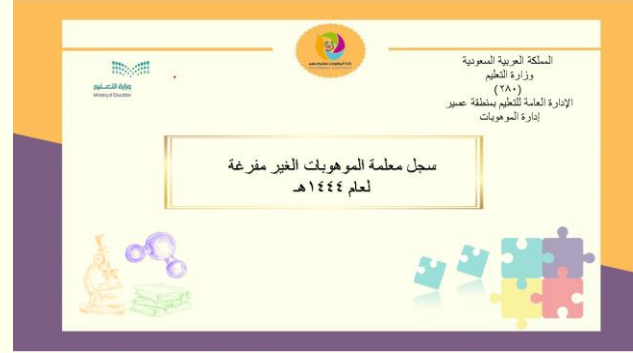 المملكة العربية السعودية
وزارة التعليم
(٢٨٠)
الإدارة العامة للتعليم بمنطقة عسير
إدارة الموهوبات
وزارة التعليم
Ministry of Education
سجل معلمة الموهوبات الغير مفرغة
لعام ١٤٤٤هـ